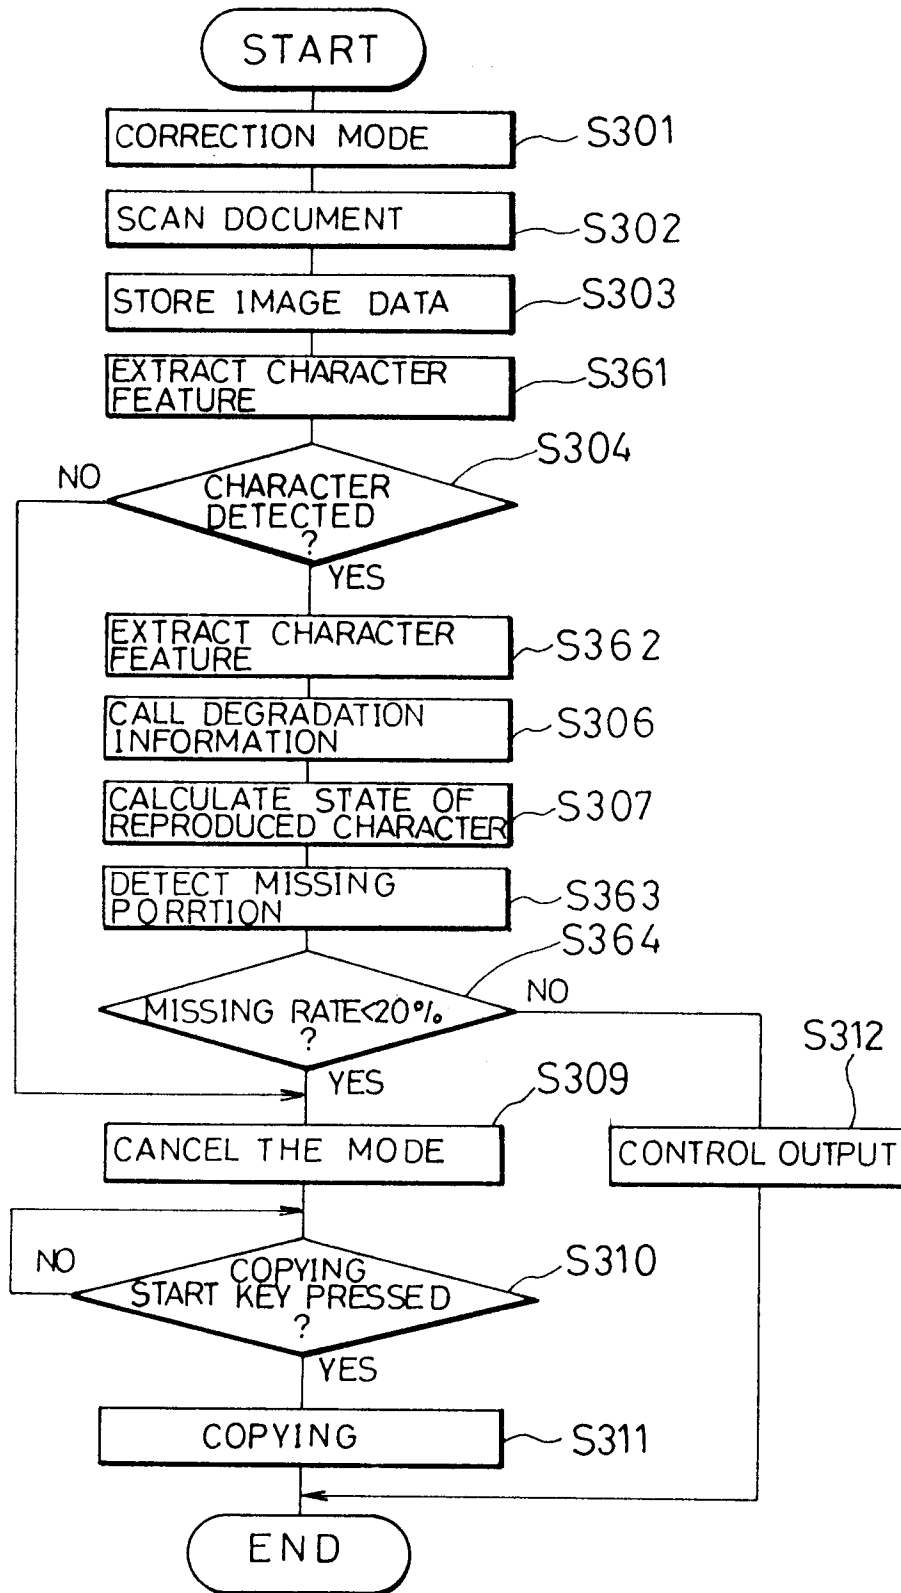 START
CORRECTION MODE
S301
SCAN DOCUMENT
S302
STORE IMAGE DATA
S303
EXTRACT CHARACTER
FEATURE
S361
S304
NO
CHARACTER
DETECTED
?
YES
EXTRACT CHARACTER
FEATURE
S362
CALL DEGRADATION
INFORMATION
S306
CALCULATE STATE OF
REPRODUCED CHARACTER
S307
DETECT MISSING
PORRTION
S363
S364
MISSING RATE<20%
?
NO
YES
S312
S309
CANCEL THE MODE
CONTROL OUTPUT
NO
COPYING
START KEY PRESSED
?
S310
YES
COPYING
S311
END